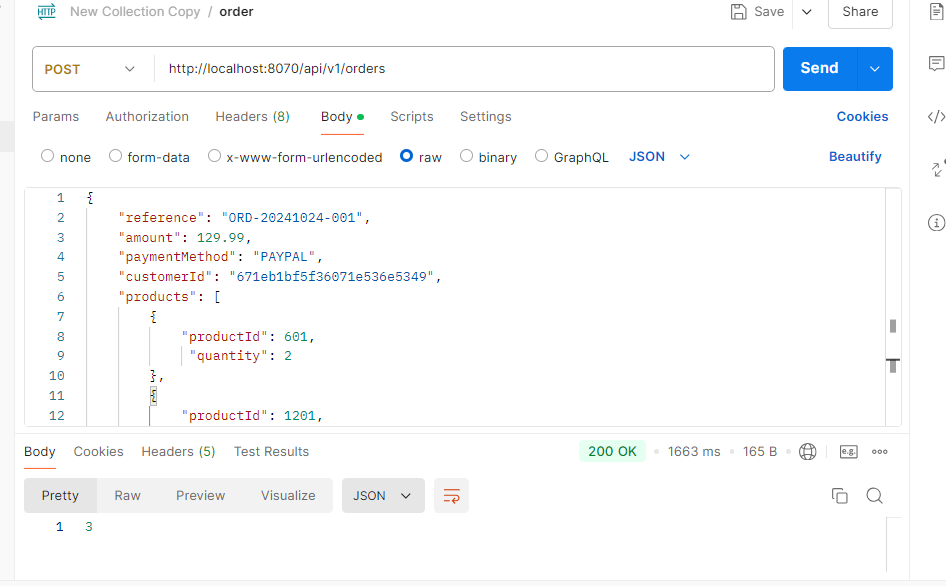 HTTP New Collection Copy / order Save Share
POST http://localhost:8070/api/v1/orders Send
Params Authorization Headers (8) Body Scripts Settings Cookies
none form-data x-www-form-urlencoded raw binary GraphQL JSON Beautify
1 {
2 "reference": "ORD-20241024-001",
3 "amount": 129.99,
4 "paymentMethod": "PAYPAL",
5 "customerId": "671eb1bf5f36071e536e5349",
6 "products": [
7 {
8 "productId": 601,
9 "quantity": 2
10 },
11 {
12 "productId": 1201,
Body Cookies Headers (5) Test Results 200 OK 1663 ms 165 B e.g.
Pretty Raw Preview Visualize JSON
1 3